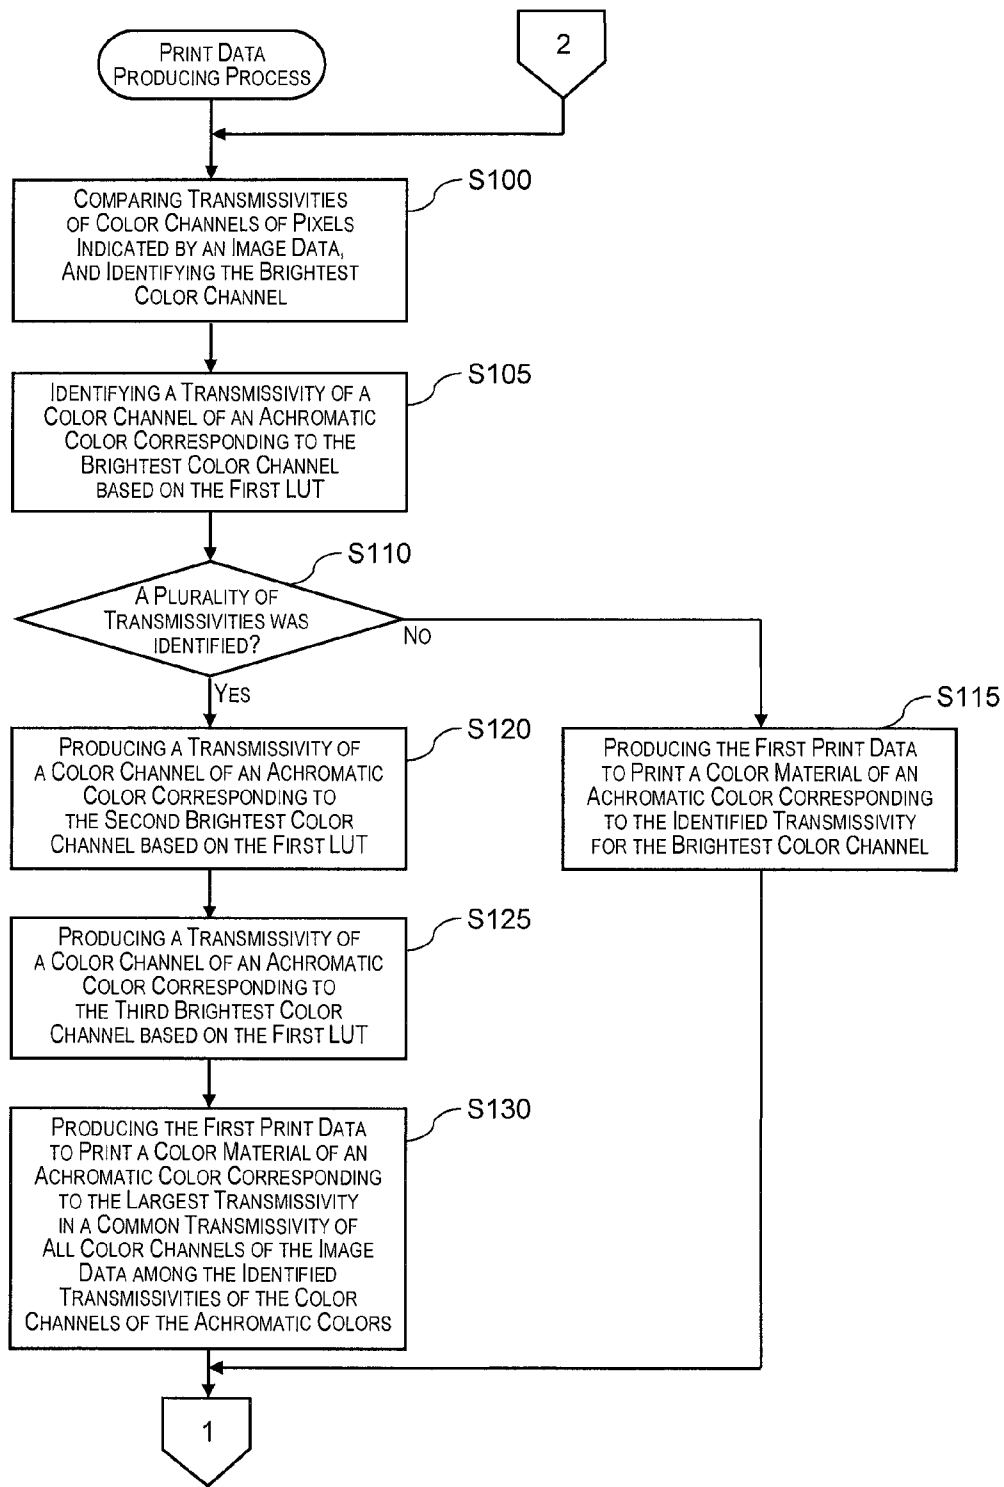 PRINT DATA
PRODUCING PROCESS
2
S100
COMPARING TRANSMISSIVITIES
OF COLOR CHANNELS OF PIXELS
INDICATED BY AN IMAGE DATA,
AND IDENTIFYING THE BRIGHTEST
COLOR CHANNEL
S105
IDENTIFYING A TRANSMISSIVITY OF A
COLOR CHANNEL OF AN ACHROMATIC
COLOR CORRESPONDING TO THE
BRIGHTEST COLOR CHANNEL
BASED ON THE FIRST LUT
S110
A PLURALITY OF
TRANSMISSIVITIES WAS
IDENTIFIED?
NO
YES
S120
PRODUCING A TRANSMISSIVITY OF
A COLOR CHANNEL OF AN ACHROMATIC
COLOR CORRESPONDING TO
THE SECOND BRIGHTEST COLOR
CHANNEL BASED ON THE FIRST LUT
S115
PRODUCING THE FIRST PRINT DATA
TO PRINT A COLOR MATERIAL OF AN
ACHROMATIC COLOR CORRESPONDING
TO THE IDENTIFIED TRANSMISSIVITY
FOR THE BRIGHTEST COLOR CHANNEL
S125
PRODUCING A TRANSMISSIVITY OF
A COLOR CHANNEL OF AN ACHROMATIC
COLOR CORRESPONDING TO
THE THIRD BRIGHTEST COLOR
CHANNEL BASED ON THE FIRST LUT
S130
PRODUCING THE FIRST PRINT DATA
TO PRINT A COLOR MATERIAL OF AN
ACHROMATIC COLOR CORRESPONDING
TO THE LARGEST TRANSMISSIVITY
IN A COMMON TRANSMISSIVITY OF
ALL COLOR CHANNELS OF THE IMAGE
DATA AMONG THE IDENTIFIED
TRANSMISSIVITIES OF THE COLOR
CHANNELS OF THE ACHROMATIC COLORS
1